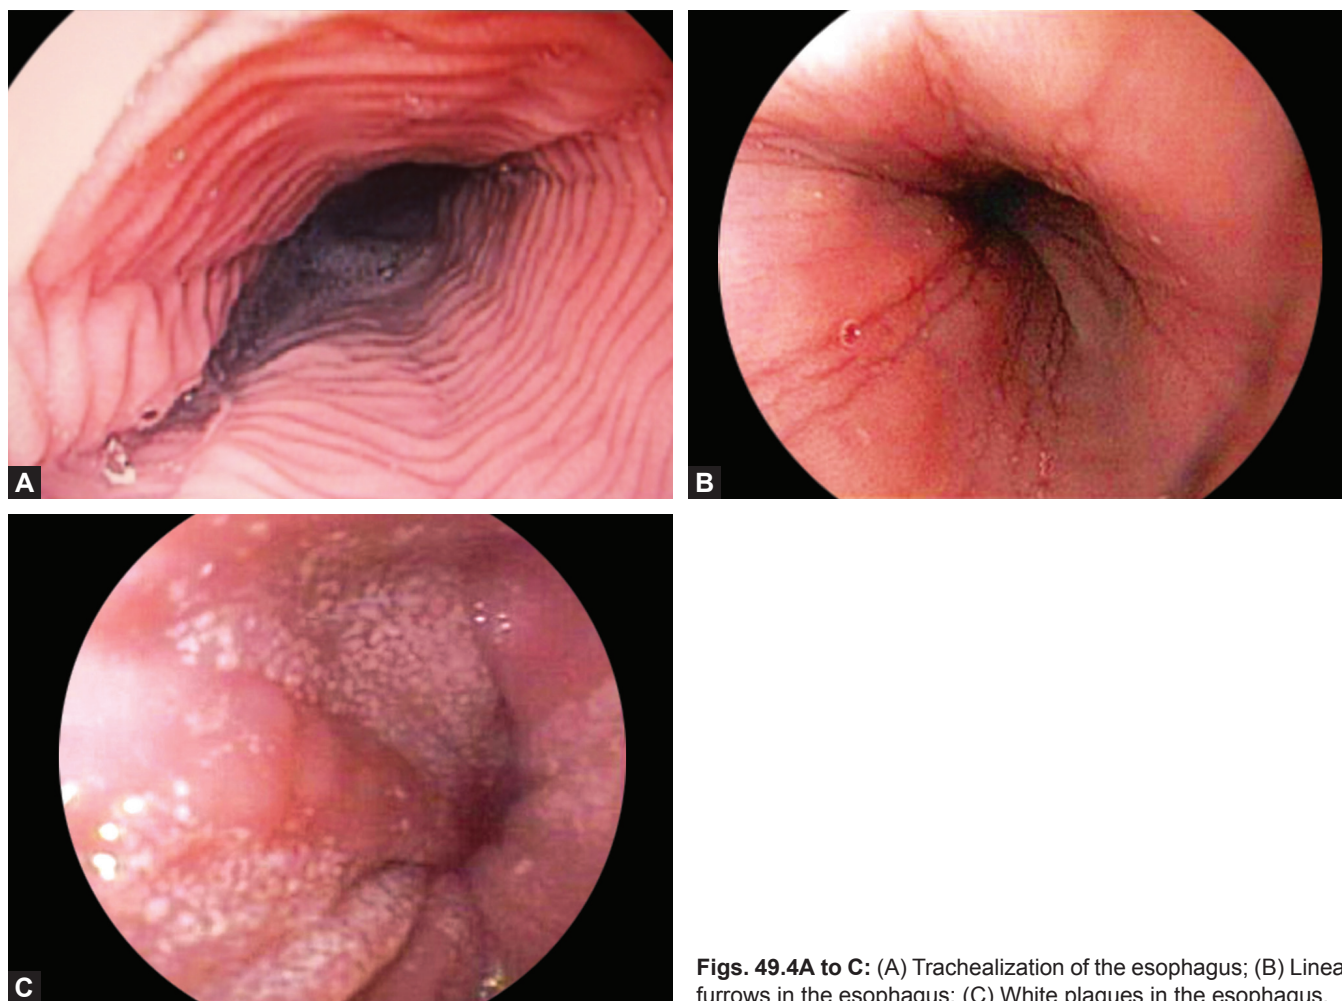 A
B
C
Figs. 49.4A to C: (A) Trachealization of the esophagus; (B) Linea
furrows in the esophagus; (C) White plaques in the esophagus